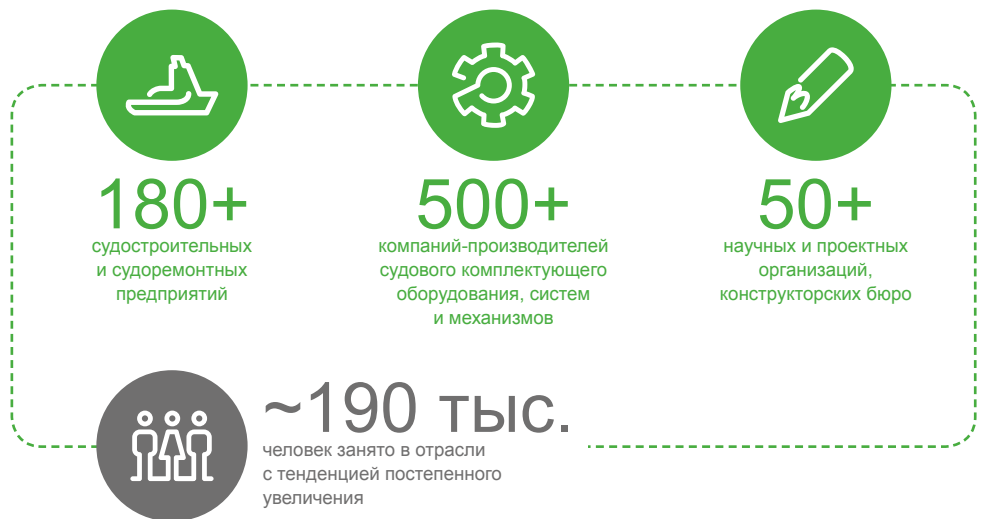 180+
судостроительных
и судоремонтных
предприятий
500+
компаний-производителей
судового комплектующего
оборудования, систем
и механизмов
50+
научных и проектных
организаций,
конструкторских бюро
~190 тыс.
человек занято в отрасли
с тенденцией постепенного
увеличения